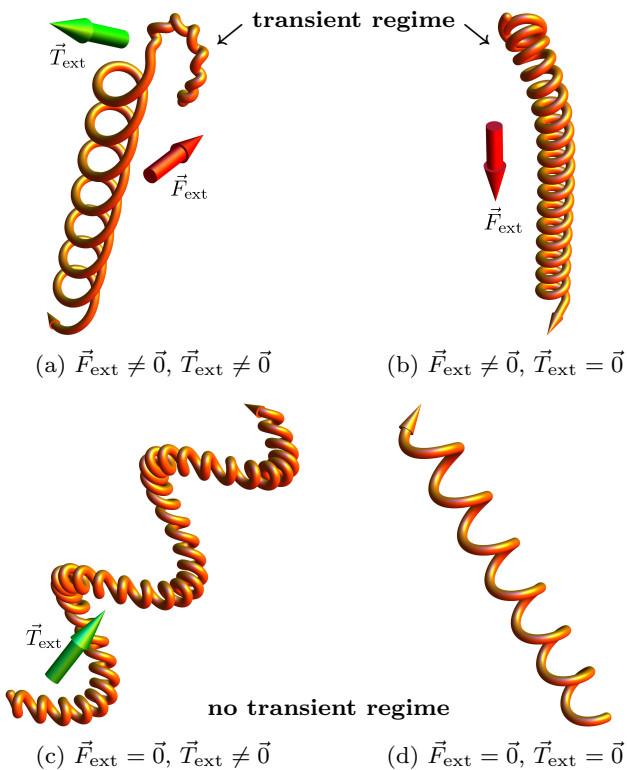 transient regime
T⃗ext
F⃗ext
F⃗ext
(a) F⃗ext ≠ 0⃗, T⃗ext ≠ 0⃗
(b) F⃗ext ≠ 0⃗, T⃗ext = 0⃗
T⃗ext
no transient regime
(c) F⃗ext = 0⃗, T⃗ext ≠ 0⃗
(d) F⃗ext = 0⃗, T⃗ext = 0⃗